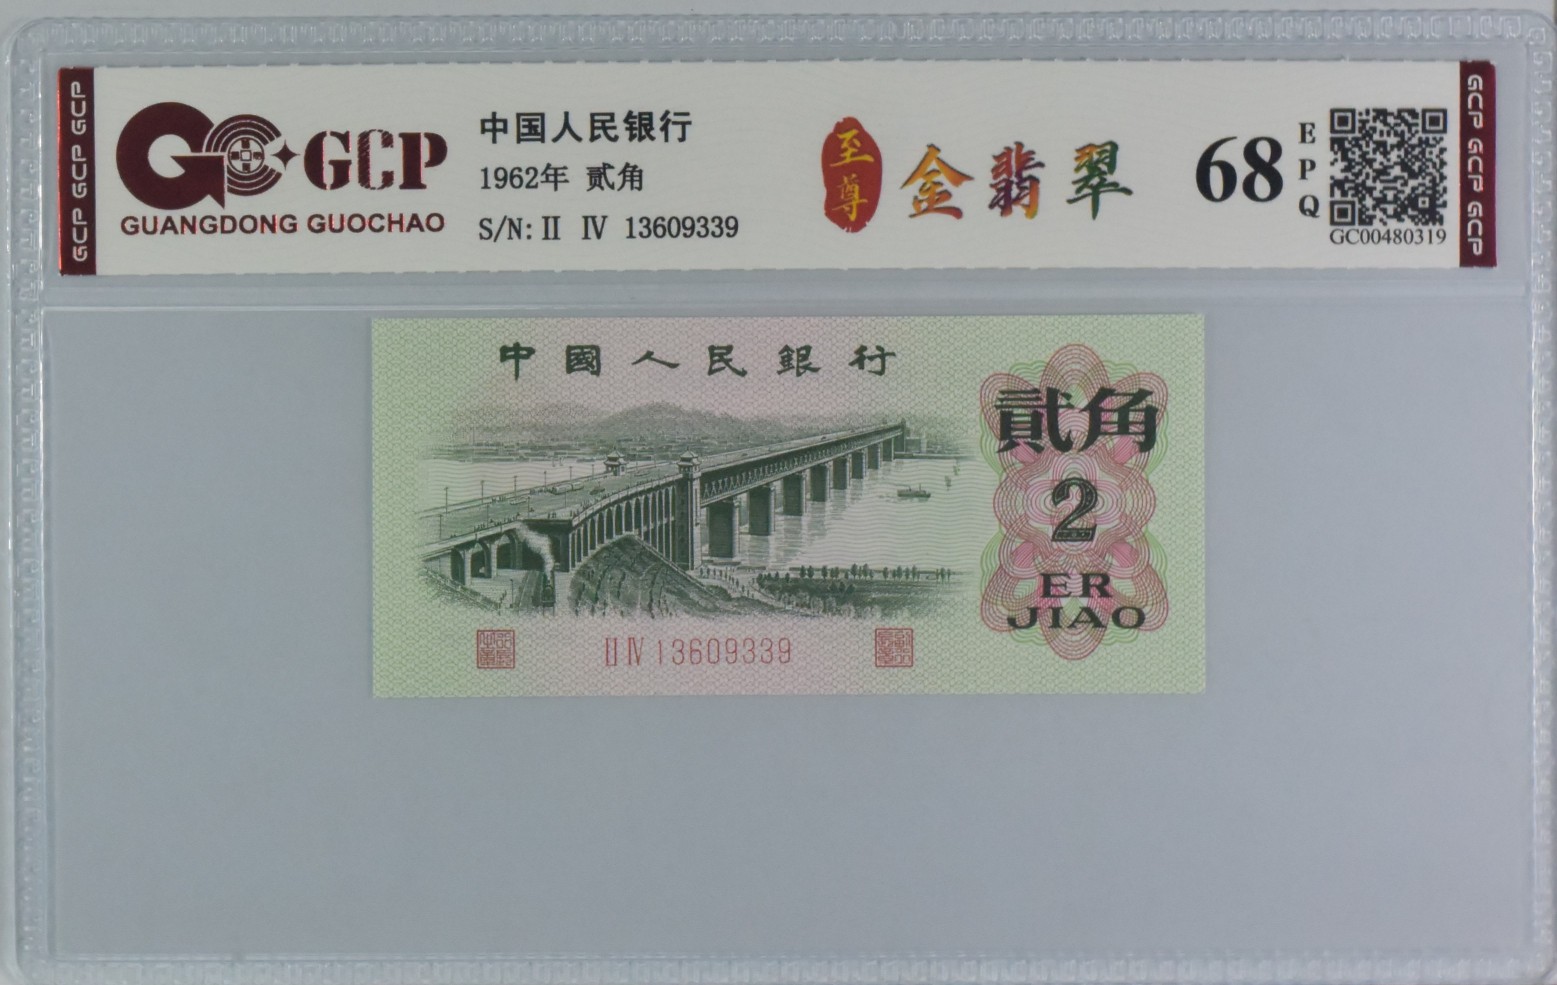 GCP GCP GCP
GCP
GUANGDONG GUOCHAO
中国人民银行
1962年 贰角
S/N: II IV 13609339
至尊
金翡翠
68
EPQ
GC00480319
GCP GCP GCP
中國人民銀行
貳角
2
ER
JIAO
II IV 13609339